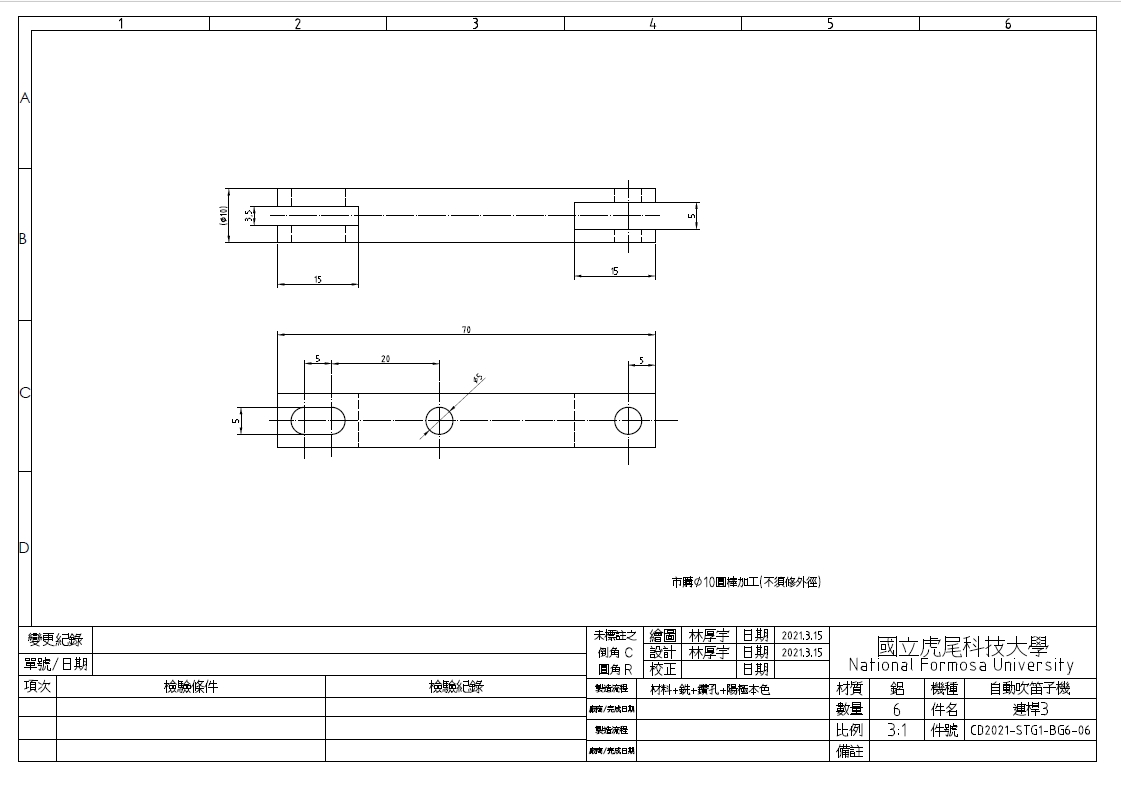 1 2 3 4 5 6
A
B
C
D
(Φ10)
3.5
5
15
15
70
5
20
5
Φ5
5
市購Φ10圓棒加工(不須修外徑)
變更紀錄
單號/日期
項次 檢驗條件 檢驗紀錄
未標註之
倒角 C
圓角 R
繪圖 林厚宇 日期 2021.3.15
設計 林厚宇 日期 2021.3.15
校正 日期
製造流程 材料+銑+鑽孔+陽極本色
廠商/完成日期
製造流程
廠商/完成日期
國立虎尾科技大學
National Formosa University
材質 鋁 機種 自動吹笛子機
數量 6 件名 連桿3
比例 3:1 件號 CD2021-STG1-BG6-06
備註